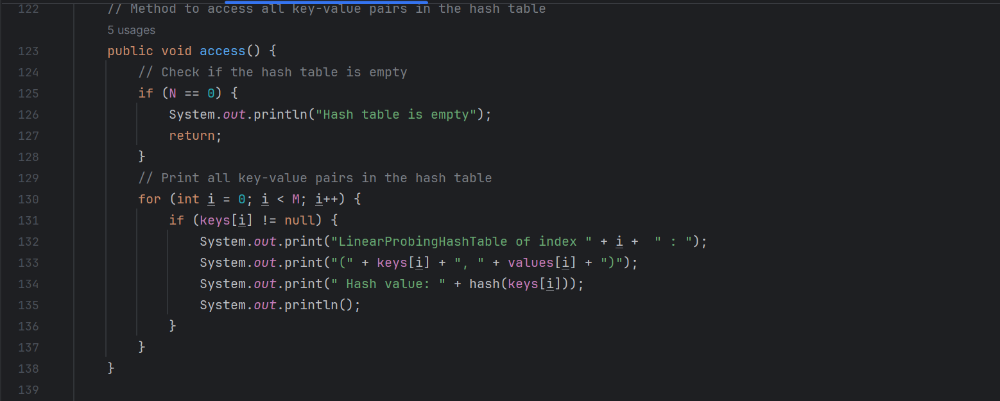 122 // Method to access all key-value pairs in the hash table
5 usages
123 public void access() {
124 // Check if the hash table is empty
125 if (N == 0) {
126 System.out.println("Hash table is empty");
127 return;
128 }
129 // Print all key-value pairs in the hash table
130 for (int i = 0; i < M; i++) {
131 if (keys[i] != null) {
132 System.out.print("LinearProbingHashTable of index " + i +  " : ");
133 System.out.print("(" + keys[i] + ", " + values[i] + ")");
134 System.out.print(" Hash value: " + hash(keys[i]));
135 System.out.println();
136 }
137 }
138 }
139